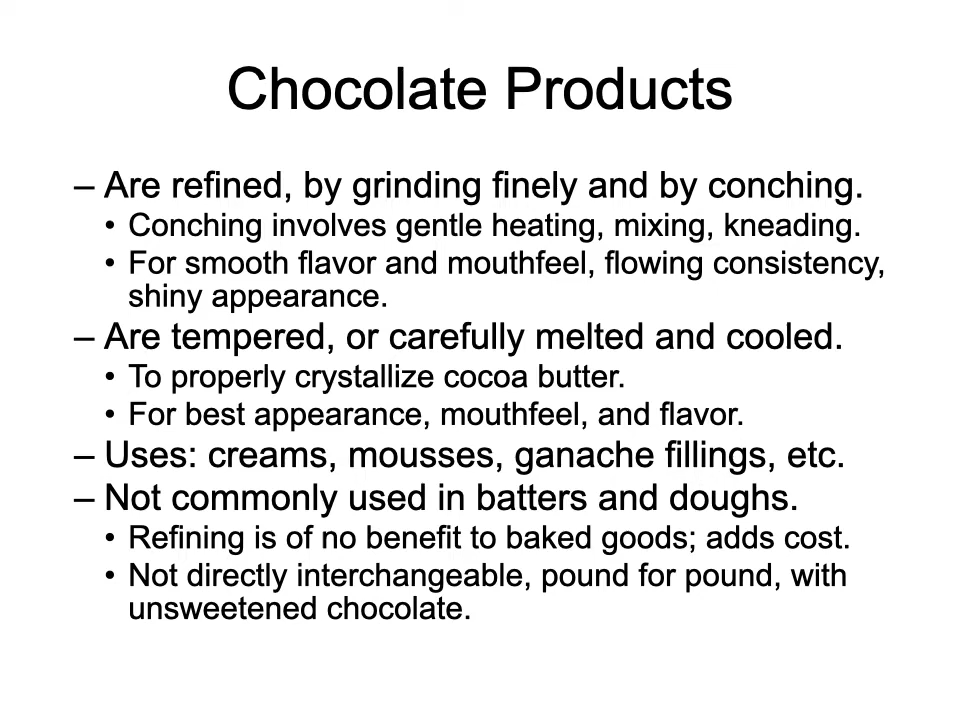 Chocolate Products
– Are refined, by grinding finely and by conching.
• Conching involves gentle heating, mixing, kneading.
• For smooth flavor and mouthfeel, flowing consistency,
shiny appearance.
– Are tempered, or carefully melted and cooled.
• To properly crystallize cocoa butter.
• For best appearance, mouthfeel, and flavor.
– Uses: creams, mousses, ganache fillings, etc.
– Not commonly used in batters and doughs.
• Refining is of no benefit to baked goods; adds cost.
• Not directly interchangeable, pound for pound, with
unsweetened chocolate.